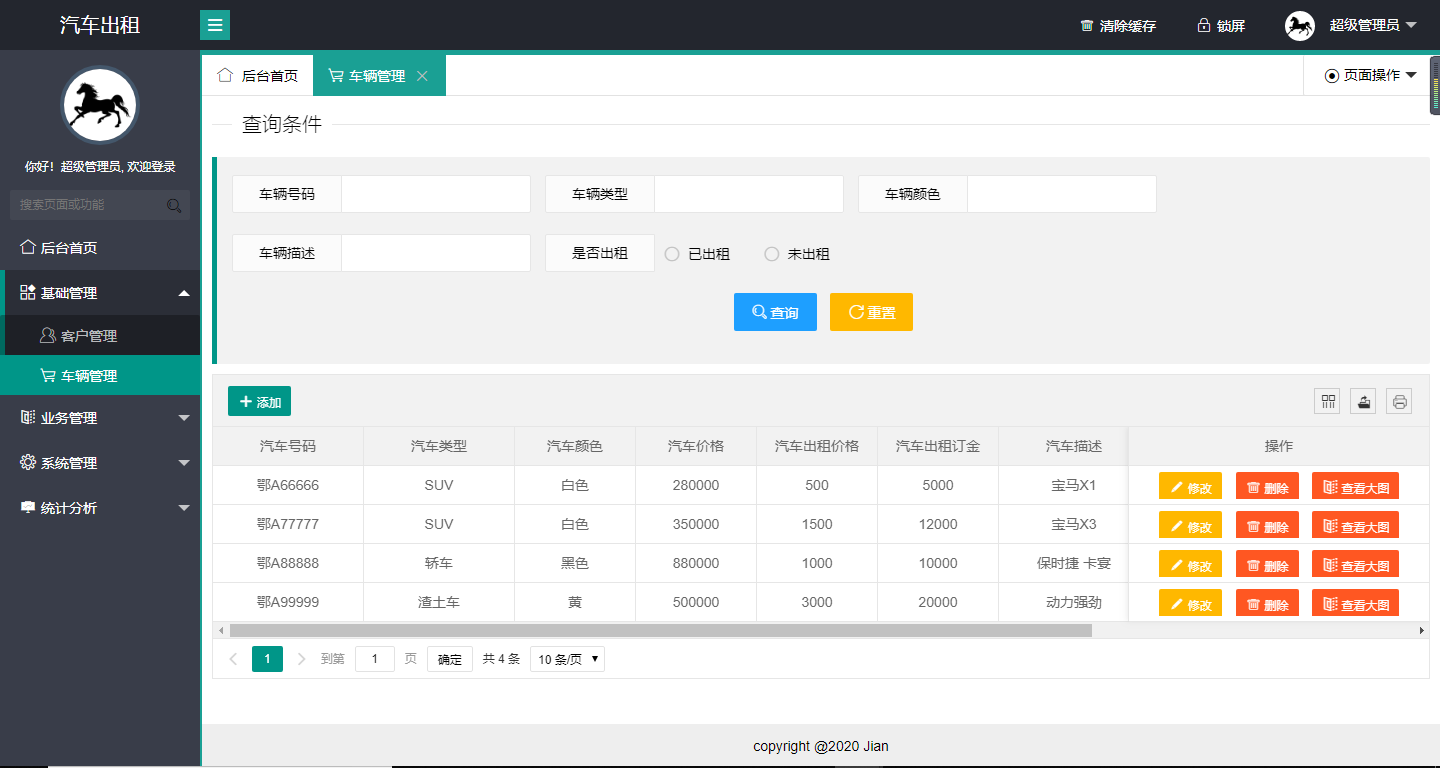 汽车出租
清除缓存 锁屏 超级管理员
你好！超级管理员, 欢迎登录
搜索页面或功能
后台首页
基础管理
客户管理
车辆管理
业务管理
系统管理
统计分析
后台首页 车辆管理 页面操作
查询条件
车辆号码 车辆类型 车辆颜色
车辆描述 是否出租 已出租 未出租
查询 重置
添加
汽车号码 汽车类型 汽车颜色 汽车价格 汽车出租价格 汽车出租订金 汽车描述 操作
鄂A66666 SUV 白色 280000 500 5000 宝马X1 修改 删除 查看大图
鄂A77777 SUV 白色 350000 1500 12000 宝马X3 修改 删除 查看大图
鄂A88888 轿车 黑色 880000 1000 10000 保时捷 卡宴 修改 删除 查看大图
鄂A99999 渣土车 黄 500000 3000 20000 动力强劲 修改 删除 查看大图
1 到第 1 页 确定 共 4 条 10 条/页
copyright @2020 Jian